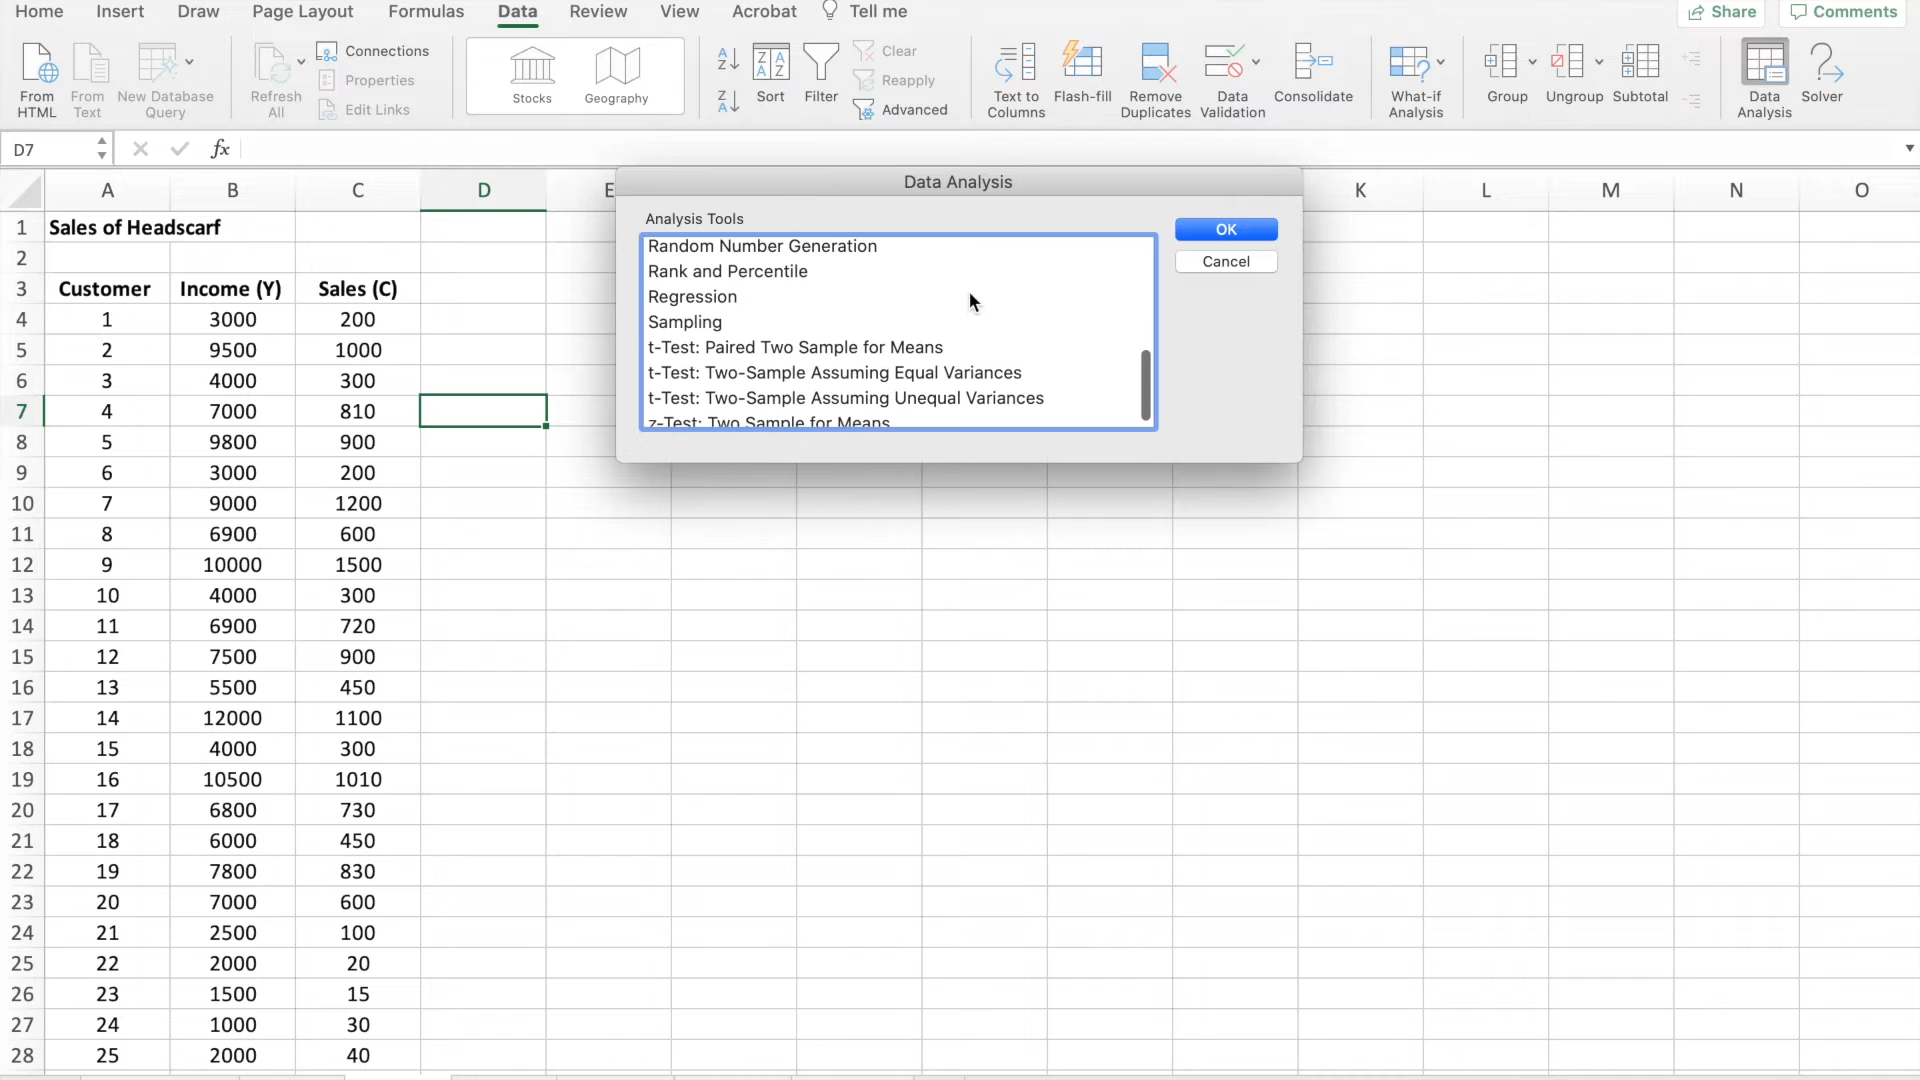 Home Insert Draw Page Layout Formulas Data Review View Acrobat Tell me Share Comments
From HTML From Text New Database Query Refresh All Connections Properties Edit Links Stocks Geography Sort Filter Clear Reapply Advanced Text to Columns Flash-fill Remove Duplicates Data Validation Consolidate What-if Analysis Group Ungroup Subtotal Data Analysis Solver
D7 fx
A B C D E K L M N O
Data Analysis
Analysis Tools
Random Number Generation
Rank and Percentile
Regression
Sampling
t-Test: Paired Two Sample for Means
t-Test: Two-Sample Assuming Equal Variances
t-Test: Two-Sample Assuming Unequal Variances
z-Test: Two Sample for Means
OK
Cancel
1 Sales of Headscarf
2
3 Customer Income (Y) Sales (C)
4 1 3000 200
5 2 9500 1000
6 3 4000 300
7 4 7000 810
8 5 9800 900
9 6 3000 200
10 7 9000 1200
11 8 6900 600
12 9 10000 1500
13 10 4000 300
14 11 6900 720
15 12 7500 900
16 13 5500 450
17 14 12000 1100
18 15 4000 300
19 16 10500 1010
20 17 6800 730
21 18 6000 450
22 19 7800 830
23 20 7000 600
24 21 2500 100
25 22 2000 20
26 23 1500 15
27 24 1000 30
28 25 2000 40